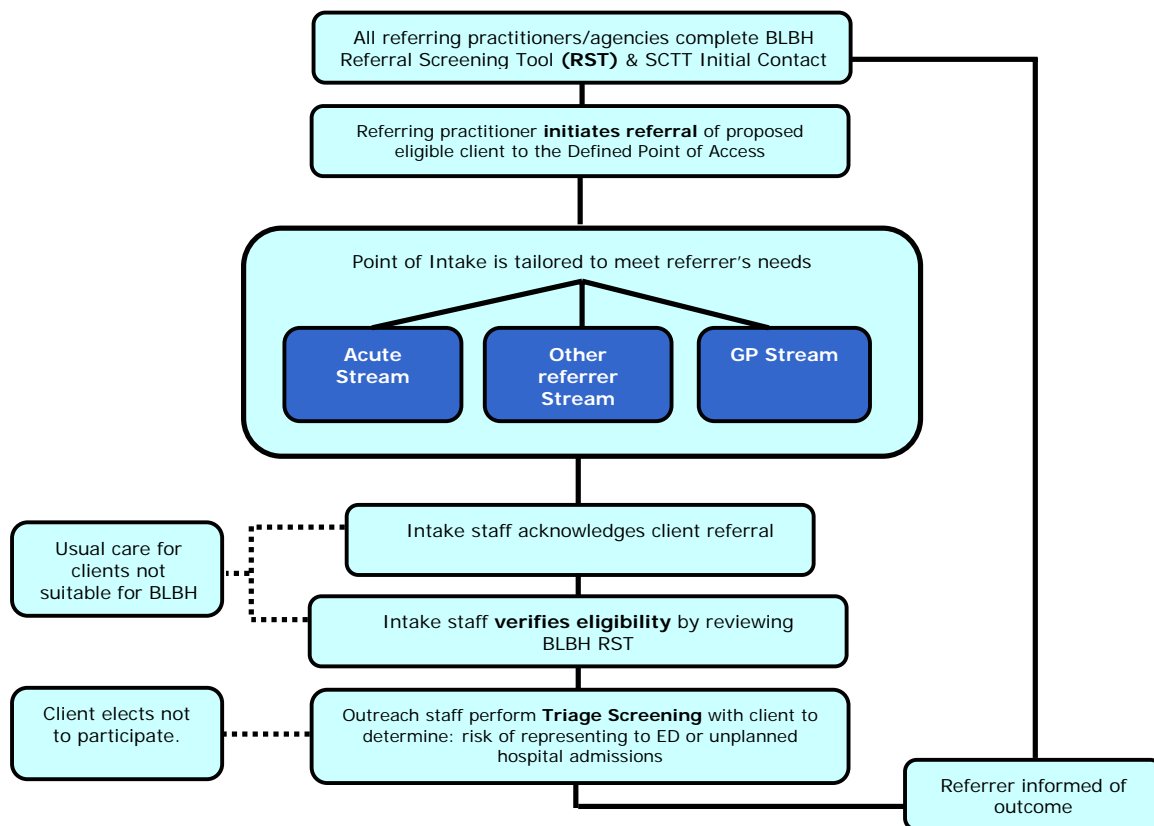 All referring practitioners/agencies complete BLBH
Referral Screening Tool (RST) & SCTT Initial Contact
Referring practitioner initiates referral of proposed
eligible client to the Defined Point of Access
Point of Intake is tailored to meet referrer's needs
Acute
Stream
Other
referrer
Stream
GP Stream
Intake staff acknowledges client referral
Usual care for
clients not
suitable for BLBH
Intake staff verifies eligibility by reviewing
BLBH RST
Client elects not
to participate.
Outreach staff perform Triage Screening with client to
determine: risk of representing to ED or unplanned
hospital admissions
Referrer informed of
outcome